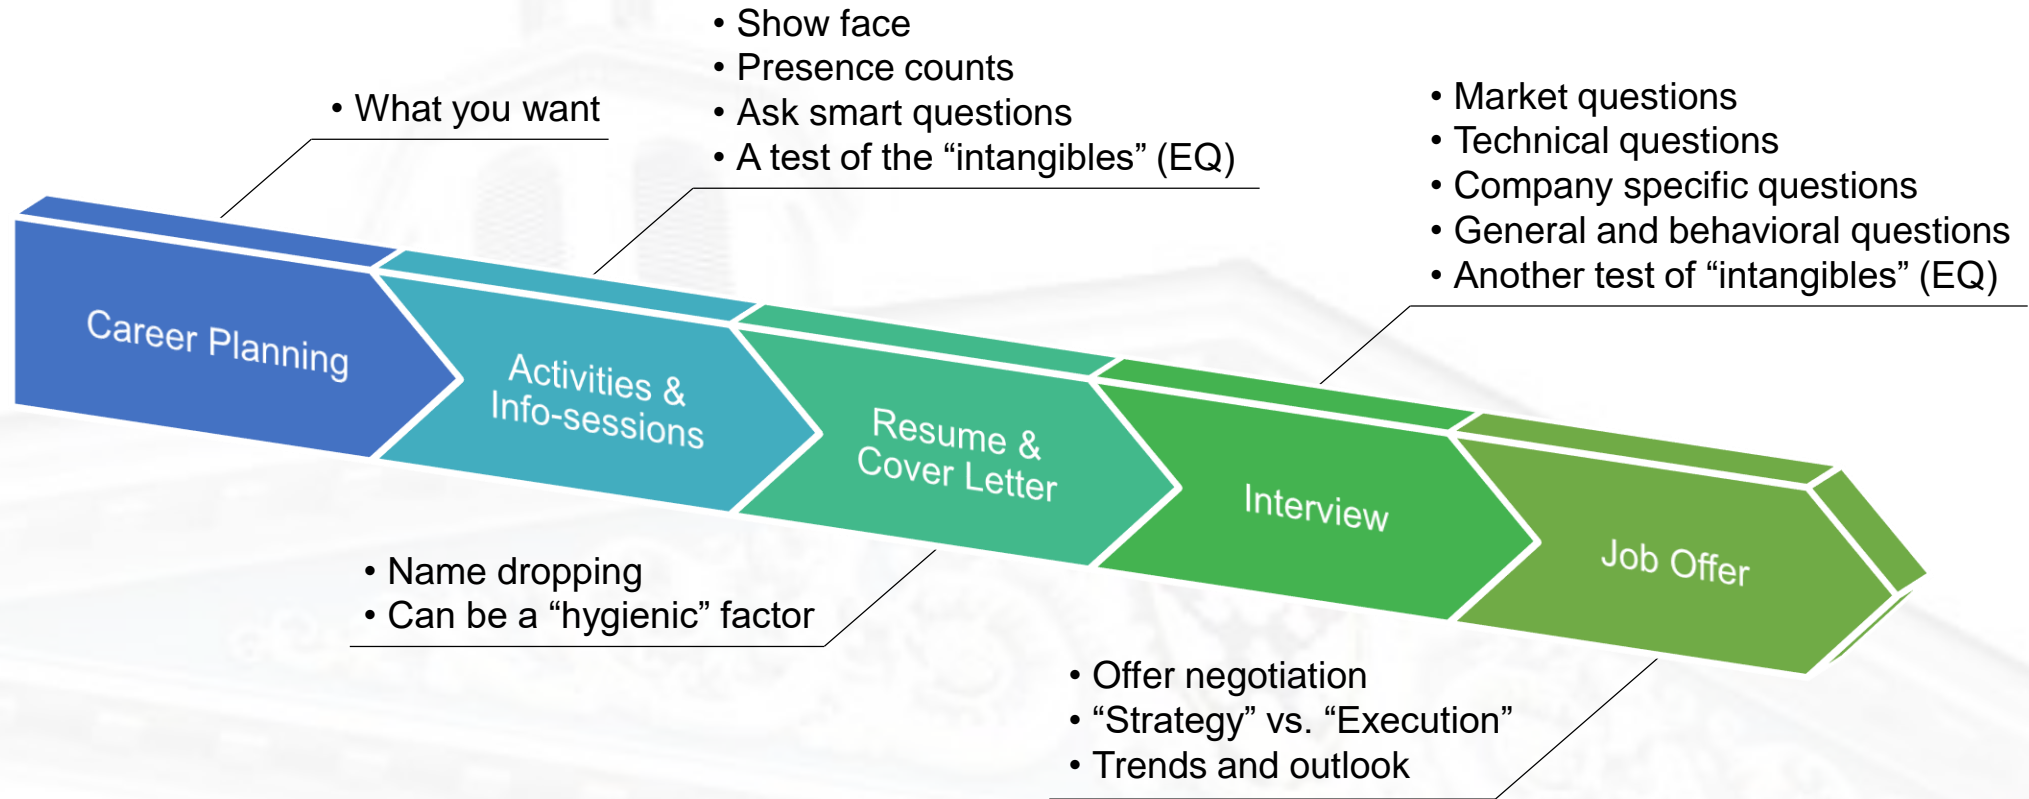 • Show face
• Presence counts
• Ask smart questions
• A test of the “intangibles” (EQ)
• What you want
• Market questions
• Technical questions
• Company specific questions
• General and behavioral questions
• Another test of “intangibles” (EQ)
Career Planning
Activities &
Info-sessions
Resume &
Cover Letter
Interview
Job Offer
• Name dropping
• Can be a “hygienic” factor
• Offer negotiation
• “Strategy” vs. “Execution”
• Trends and outlook